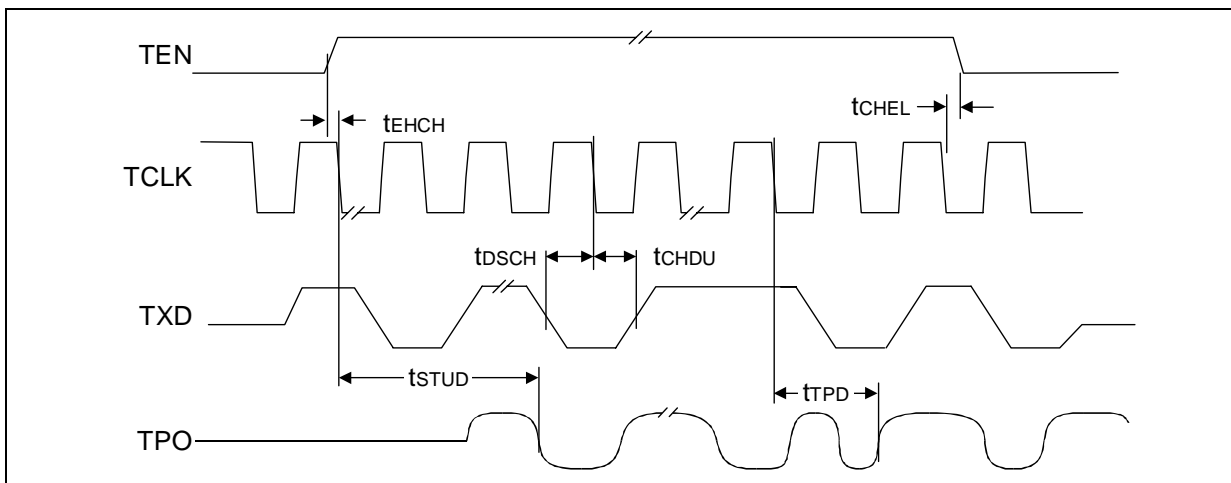 TEN
tCHEL
tEHCH
TCLK
tDSCH
tCHDU
TXD
tSTUD
tTPD
TPO